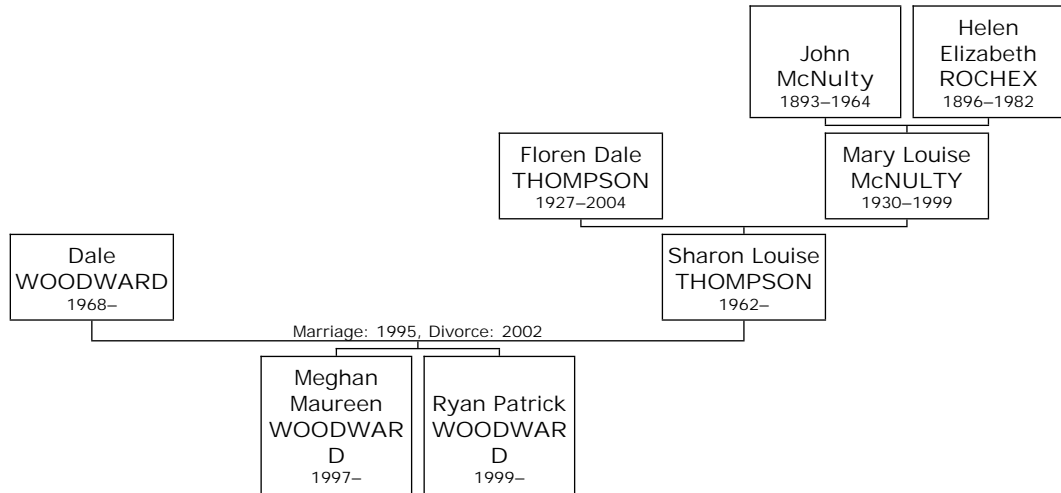 John
McNulty
1893–1964
Helen
Elizabeth
ROCHEX
1896–1982
Floren Dale
THOMPSON
1927–2004
Mary Louise
McNULTY
1930–1999
Dale
WOODWARD
1968–
Sharon Louise
THOMPSON
1962–
Marriage: 1995, Divorce: 2002
Meghan
Maureen
WOODWAR
D
1997–
Ryan Patrick
WOODWAR
D
1999–